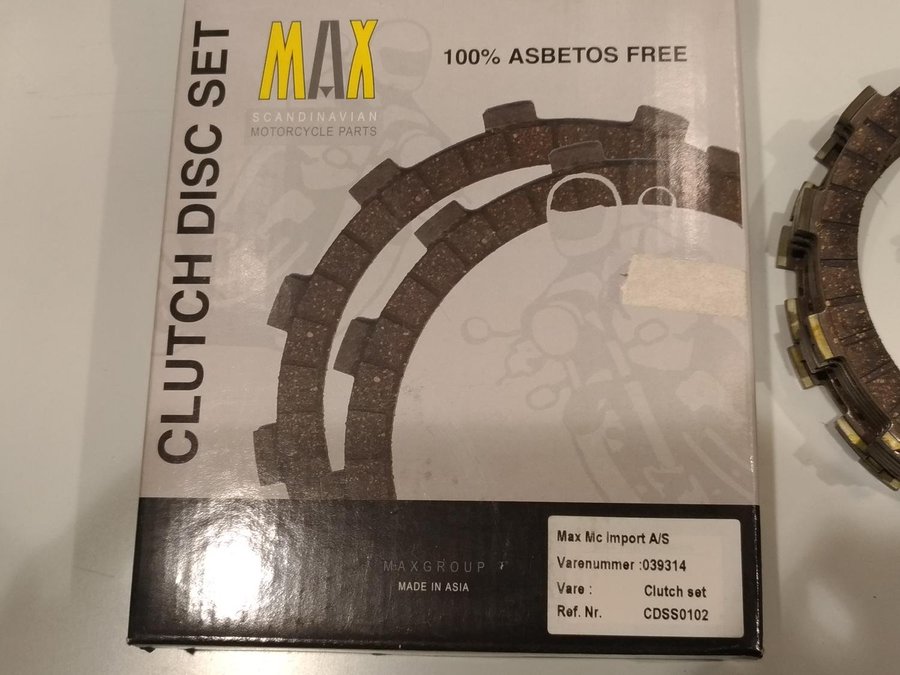 CLUTCH DISC SET
MAX
SCANDINAVIAN
MOTORCYCLE PARTS
100% ASBETOS FREE
MAXGROUP
MADE IN ASIA
Max Mc Import A/S
Varenummer :039314
Vare : Clutch set
Ref. Nr. CDSS0102